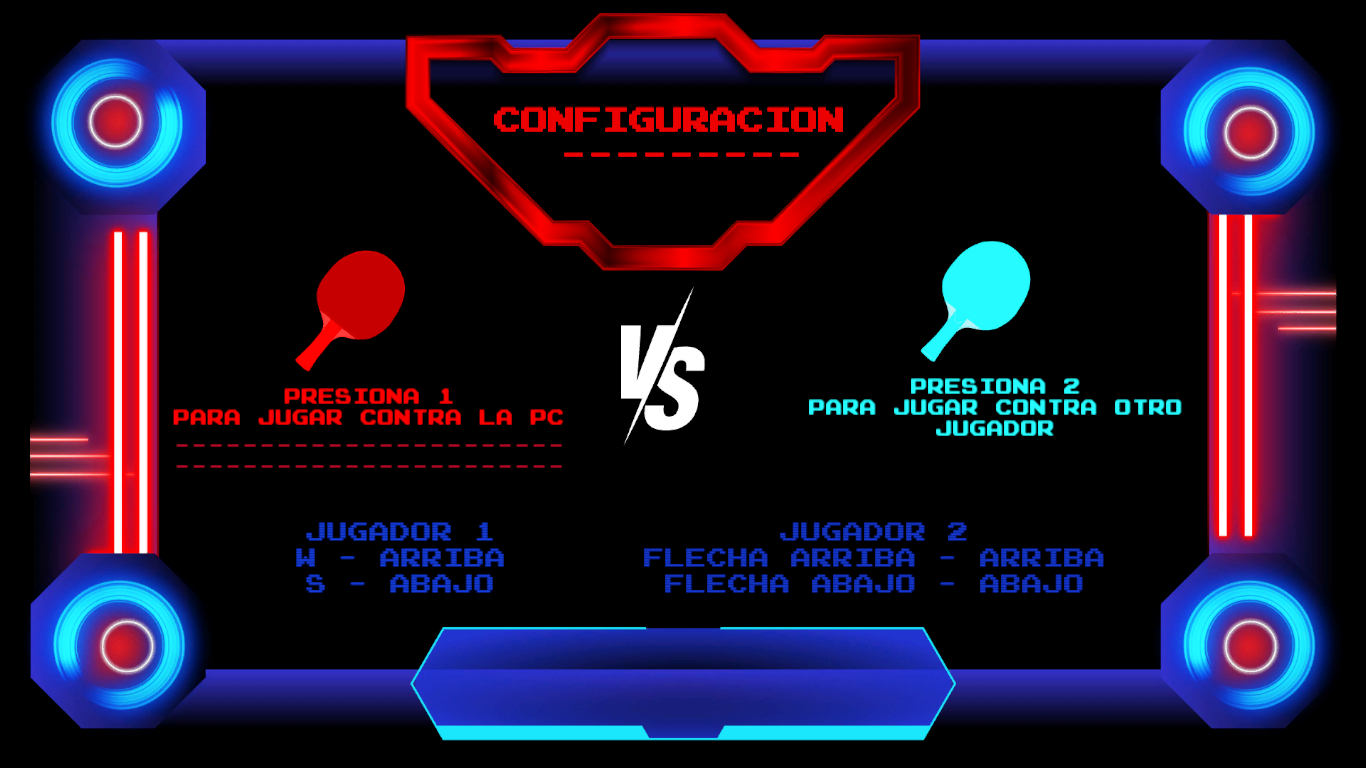 CONFIGURACION
---------
VS
PRESIONA 1
PARA JUGAR CONTRA LA PC
-----------------------
-----------------------
PRESIONA 2
PARA JUGAR CONTRA OTRO
JUGADOR
JUGADOR 1
W - ARRIBA
S - ABAJO
JUGADOR 2
FLECHA ARRIBA - ARRIBA
FLECHA ABAJO - ABAJO